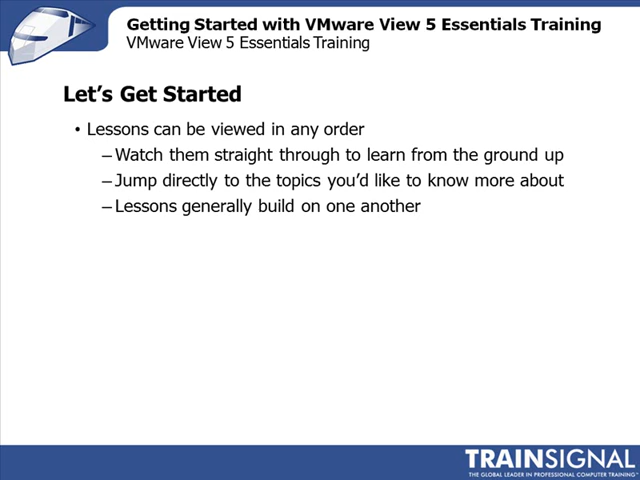 Getting Started with VMware View 5 Essentials Training
VMware View 5 Essentials Training
Let's Get Started
• Lessons can be viewed in any order
– Watch them straight through to learn from the ground up
– Jump directly to the topics you'd like to know more about
– Lessons generally build on one another
TRAINSIGNAL
THE GLOBAL LEADER IN PROFESSIONAL COMPUTER TRAINING™